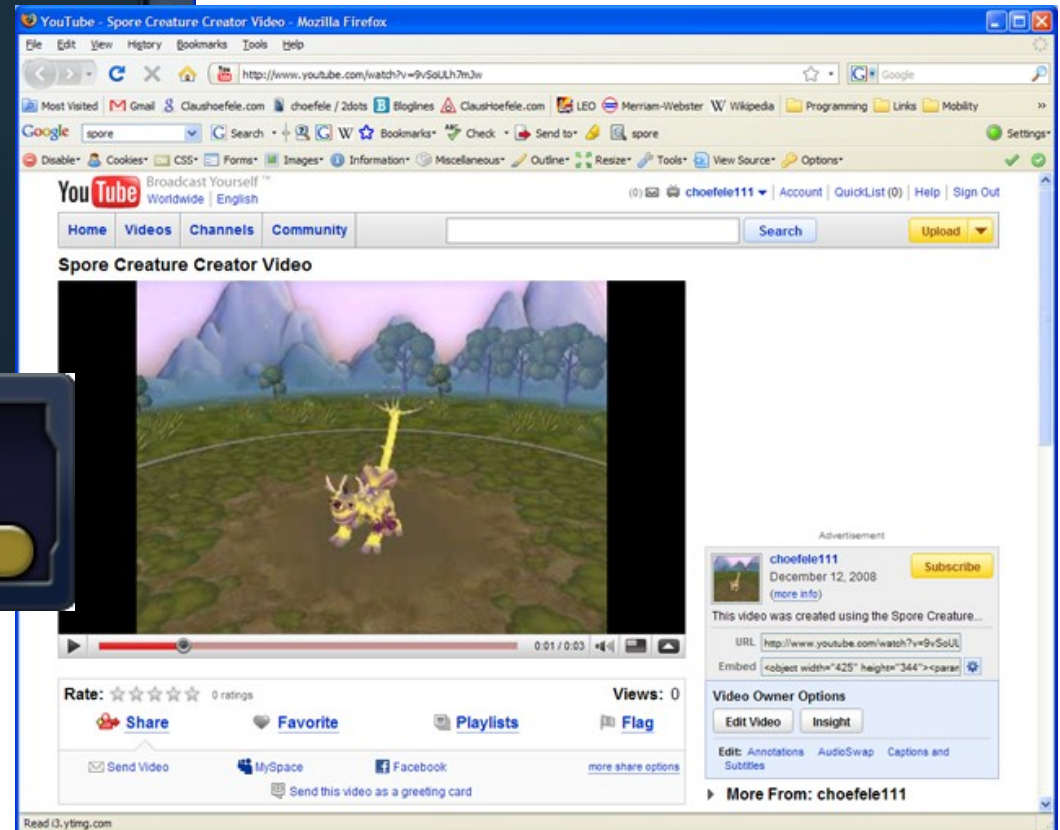 YouTube - Spore Creature Creator Video - Mozilla Firefox
File Edit View History Bookmarks Tools Help
http://www.youtube.com/watch?v=9vSoULh7mJw Google
Most Visited Gmail Claushoefele.com choefele / 2dots Bloglines ClausHoefele.com LEO Merriam-Webster Wikipedia Programming Links Mobility »
Google spore Search Bookmarks Check Send to spore Settings
Disable Cookies CSS Forms Images Information Miscellaneous Outline Resize Tools View Source Options
You Tube Broadcast Yourself ™
Worldwide | English
(0) choefele111 | Account | QuickList (0) | Help | Sign Out
Home Videos Channels Community Search Upload
Spore Creature Creator Video
0:01 / 0:03
Rate: 0 ratings Views: 0
Share Favorite Playlists Flag
Send Video MySpace Facebook more share options
Send this video as a greeting card
Advertisement
choefele111
December 12, 2008
(more info)
Subscribe
This video was created using the Spore Creature...
URL http://www.youtube.com/watch?v=9vSoUL
Embed <object width="425" height="344"><param
Video Owner Options
Edit Video Insight
Edit: Annotations AudioSwap Captions and
Subtitles
More From: choefele111
Read i3.ytimg.com